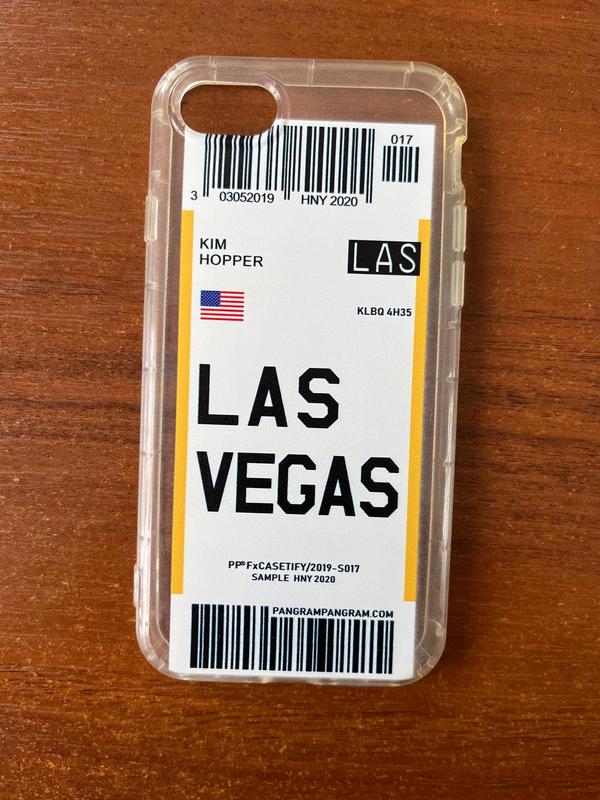 017
3 03052019 HNY 2020
KIM
HOPPER
LAS
KLBQ 4H35
LAS
VEGAS
PP®FxCASETIFY/2019-S017
SAMPLE HNY 2020
PANGRAMPANGRAM.COM